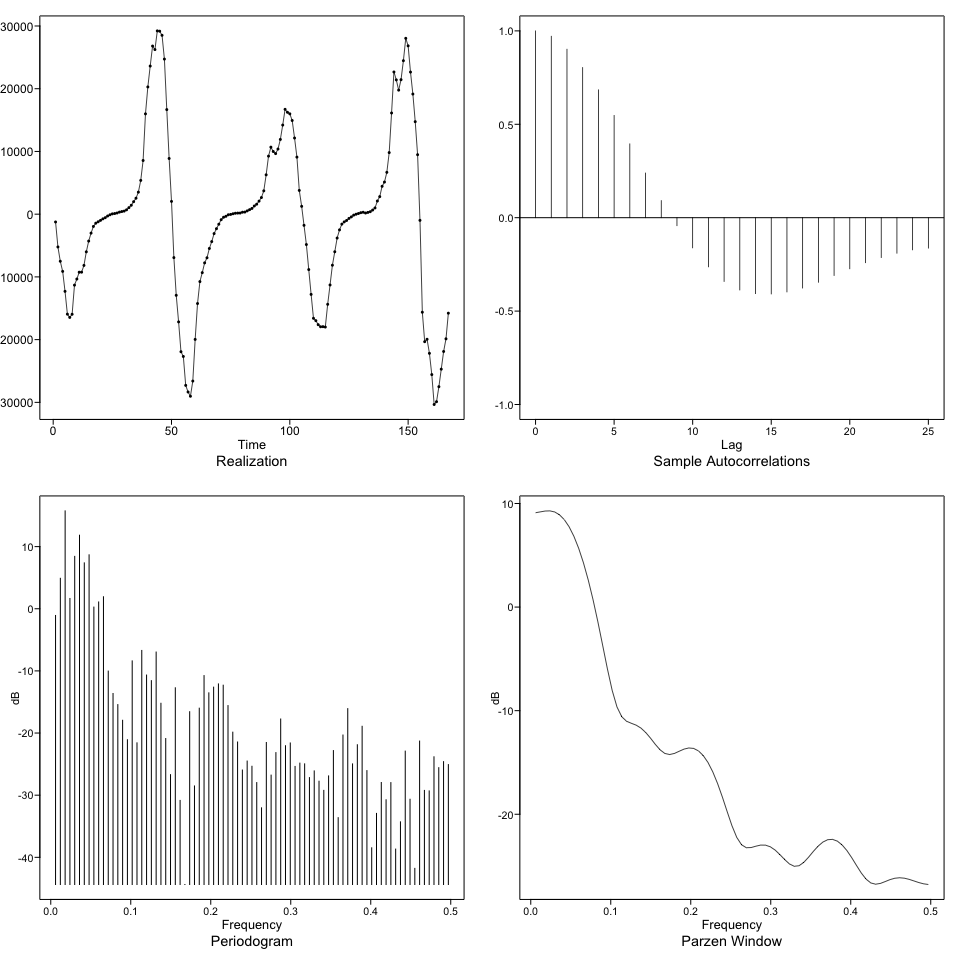 30000
20000
10000
0
10000
20000
30000
0 50 100 150
Time
Realization
1.0
0.5
0.0
-0.5
-1.0
0 5 10 15 20 25
Lag
Sample Autocorrelations
10
0
-10
-20
-30
-40
dB
0.0 0.1 0.2 0.3 0.4 0.5
Frequency
Periodogram
10
0
-10
-20
dB
0.0 0.1 0.2 0.3 0.4 0.5
Frequency
Parzen Window